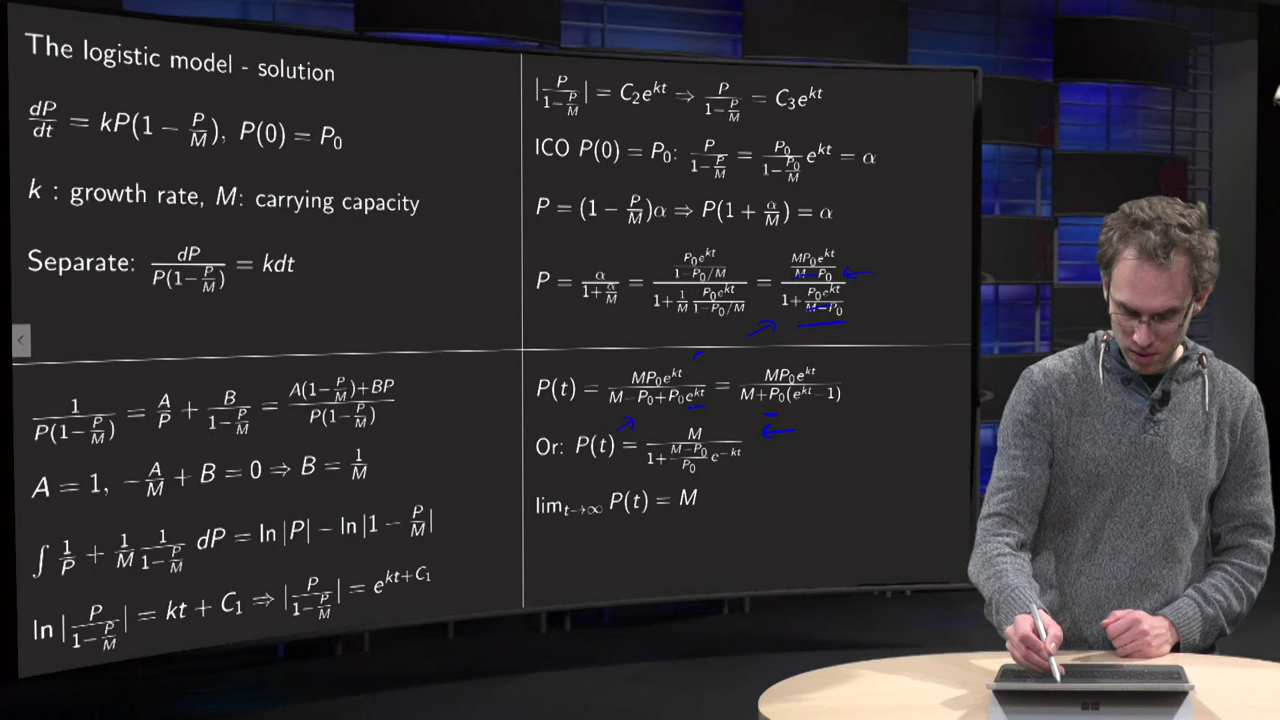 The logistic model - solution
dP/dt = kP(1 − P/M), P(0) = P₀
k : growth rate, M: carrying capacity
Separate: dP/(P(1−P/M)) = kdt
1/(P(1−P/M)) = A/P + B/(1−P/M) = (A(1−P/M)+BP)/(P(1−P/M))
A = 1, −A/M + B = 0 ⇒ B = 1/M
∫ 1/P + 1/M 1/(1−P/M) dP = ln |P| − ln |1 − P/M|
ln |P/(1−P/M)| = kt + C₁ ⇒ |P/(1−P/M)| = e^(kt+C₁)
|P/(1−P/M)| = C₂e^(kt) ⇒ P/(1−P/M) = C₃e^(kt)
ICO P(0) = P₀: P/(1−P/M) = P₀/(1−P₀/M) e^(kt) = α
P = (1 − P/M)α ⇒ P(1 + α/M) = α
P = α/(1+α/M) = (P₀e^(kt)/(1−P₀/M))/(1+1/M P₀e^(kt)/(1−P₀/M)) = (MP₀e^(kt)/(M−P₀))/(1+P₀e^(kt)/(M−P₀))
P(t) = MP₀e^(kt)/(M−P₀+P₀e^(kt)) = MP₀e^(kt)/(M+P₀(e^(kt)−1))
Or: P(t) = M/(1+(M−P₀)/P₀ e^(−kt))
lim_(t→∞) P(t) = M